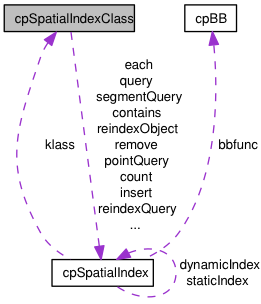 cpSpatialIndexClass
cpBB
each
query
segmentQuery
contains
reindexObject
remove
pointQuery
count
insert
reindexQuery
...
klass
bbfunc
cpSpatialIndex
dynamicIndex
staticIndex